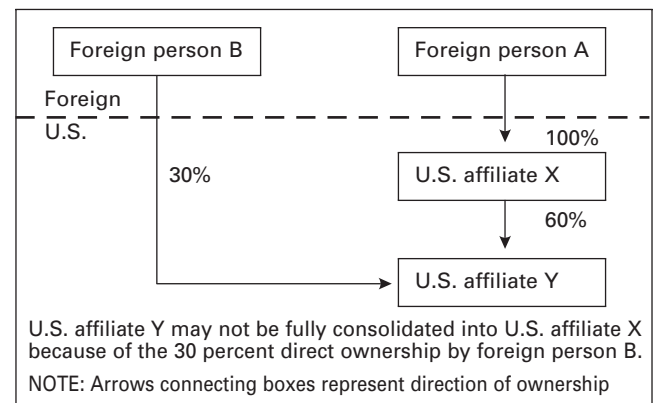 Foreign person B
Foreign person A
Foreign
U.S.
100%
30%
U.S. affiliate X
60%
U.S. affiliate Y
U.S. affiliate Y may not be fully consolidated into U.S. affiliate X
because of the 30 percent direct ownership by foreign person B.
NOTE: Arrows connecting boxes represent direction of ownership